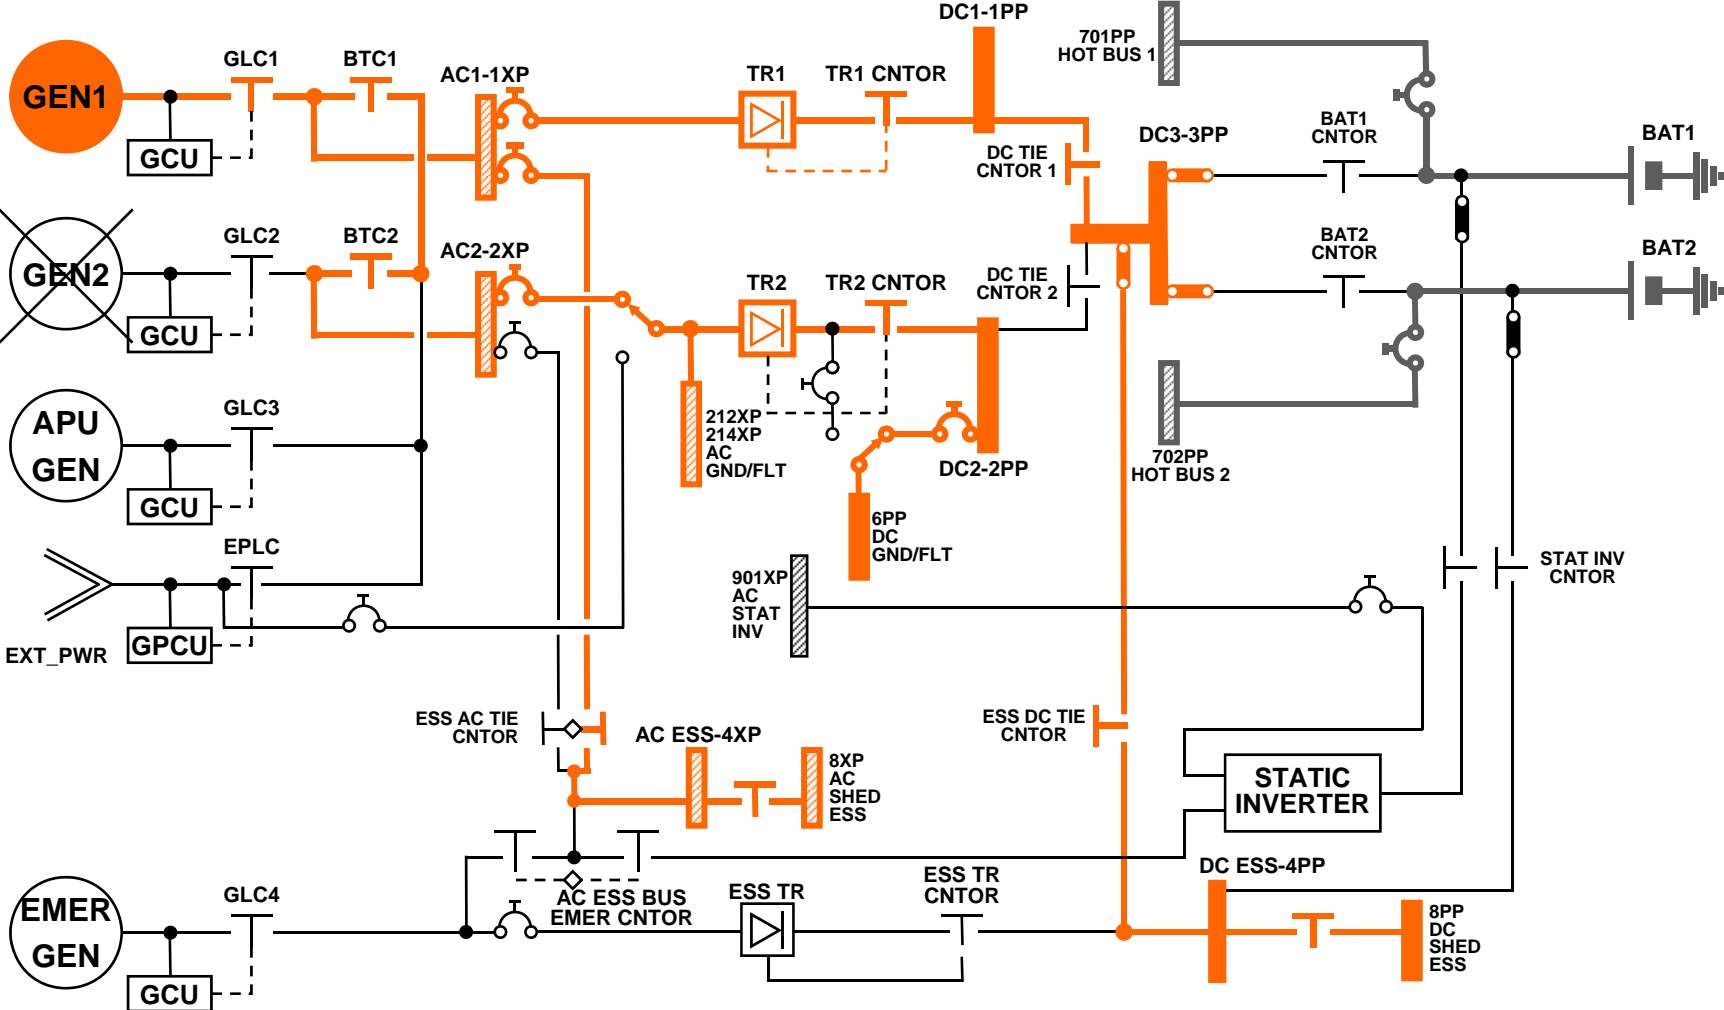 DC1-1PP
701PP
HOT BUS 1
GLC1
BTC1
AC1-1XP
TR1
TR1 CNTOR
GEN1
BAT1
CNTOR
BAT1
DC3-3PP
DC TIE
CNTOR 1
GCU
GLC2
BTC2
AC2-2XP
BAT2
CNTOR
BAT2
GEN2
TR2
TR2 CNTOR
DC TIE
CNTOR 2
GCU
APU
GEN
GLC3
212XP
214XP
AC
GND/FLT
DC2-2PP
702PP
HOT BUS 2
GCU
6PP
DC
GND/FLT
EPLC
STAT INV
CNTOR
901XP
AC
STAT
INV
GPCU
EXT_PWR
ESS AC TIE
CNTOR
AC ESS-4XP
ESS DC TIE
CNTOR
8XP
AC
SHED
ESS
STATIC
INVERTER
DC ESS-4PP
GLC4
AC ESS BUS
EMER CNTOR
ESS TR
ESS TR
CNTOR
EMER
GEN
8PP
DC
SHED
ESS
GCU